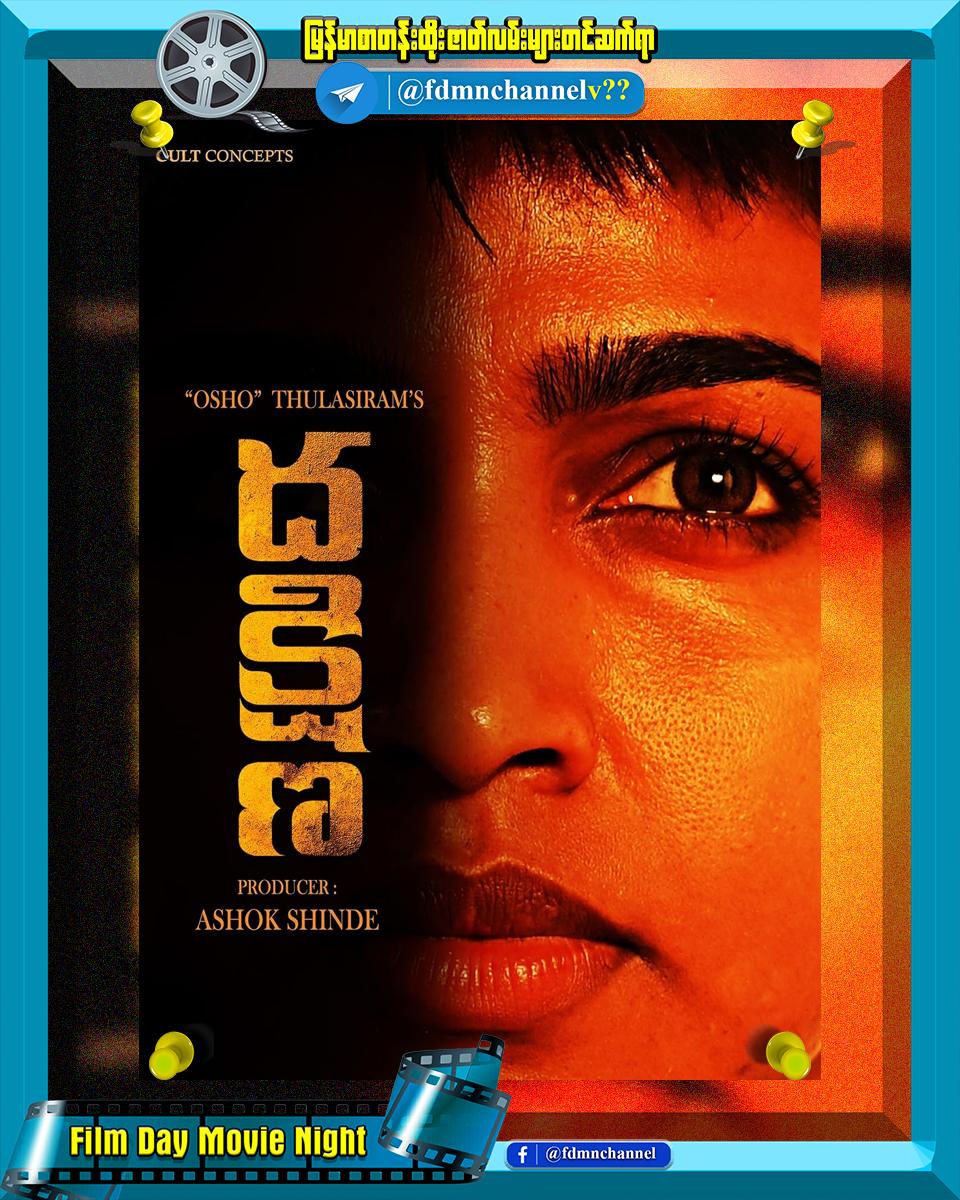 မြန်မာစာတန်းထိုးဇာတ်လမ်းများတင်ဆက်ရာ
@fdmnchannelv??
CULT CONCEPTS
“OSHO” THULASIRAM’S
దక్షిణ
PRODUCER :
ASHOK SHINDE
Film Day Movie Night
@fdmnchannel